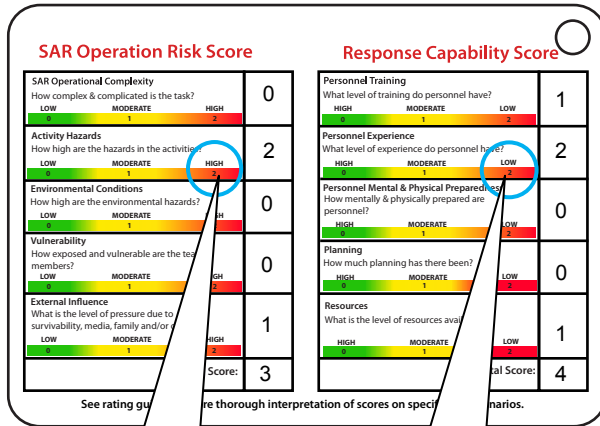 SAR Operation Risk Score
SAR Operational Complexity
How complex & complicated is the task?
LOW MODERATE HIGH
0 1 2
0
Activity Hazards
How high are the hazards in the activities?
LOW MODERATE HIGH
0 1 2
2
Environmental Conditions
How high are the environmental hazards?
LOW MODERATE
0 1 2
0
Vulnerability
How exposed and vulnerable are the
members?
LOW MODERATE
0 1 2
0
External Influence
What is the level of pressure due to
survivability, media, family and/or
LOW MODERATE HIGH
0 1 2
1
Score: 3
Response Capability Score
Personnel Training
What level of training do personnel have?
HIGH MODERATE LOW
0 1 2
1
Personnel Experience
What level of experience do personnel have?
HIGH MODERATE LOW
0 1 2
2
Personnel Mental & Physical Preparedness
How mentally & physically prepared are
personnel?
HIGH MODERATE LOW
0 1 2
0
Planning
How much planning has there been?
HIGH MODERATE LOW
0 1 2
0
Resources
What is the level of resources
HIGH MODERATE LOW
0 1 2
1
Score: 4
See rating thorough interpretation of scores on